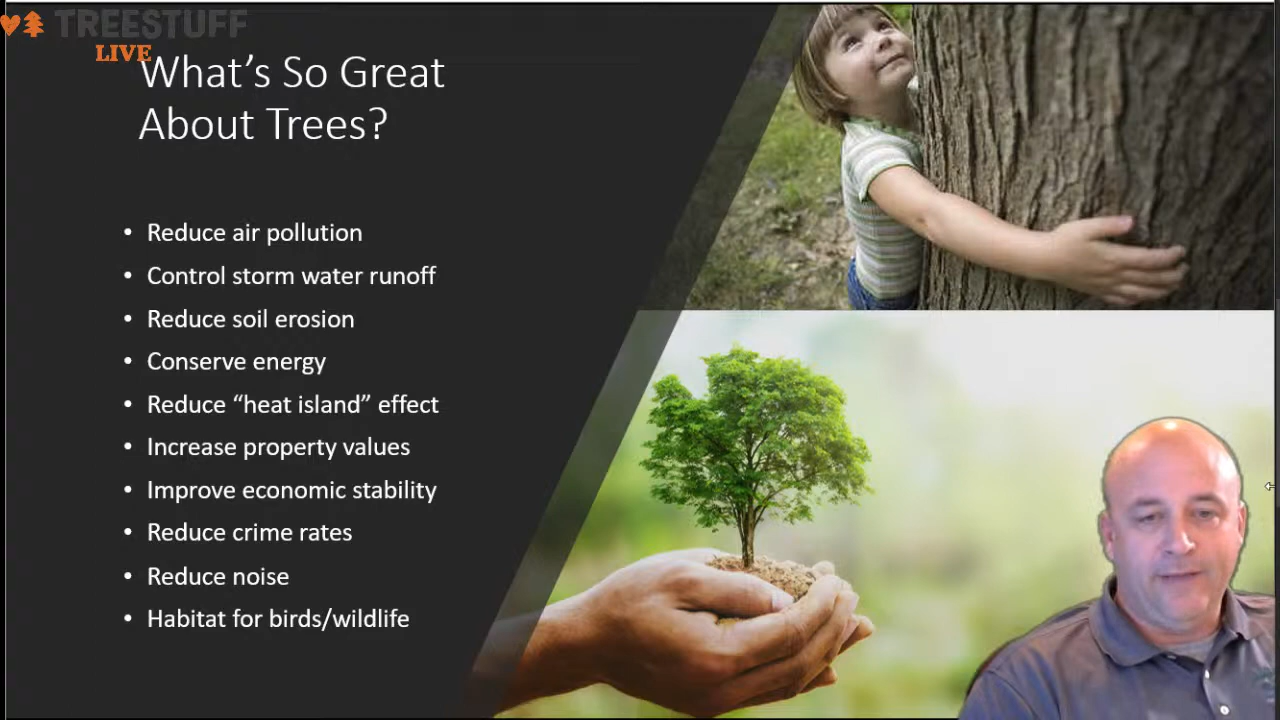 TREESTUFF
LIVE
What's So Great
About Trees?
• Reduce air pollution
• Control storm water runoff
• Reduce soil erosion
• Conserve energy
• Reduce “heat island” effect
• Increase property values
• Improve economic stability
• Reduce crime rates
• Reduce noise
• Habitat for birds/wildlife